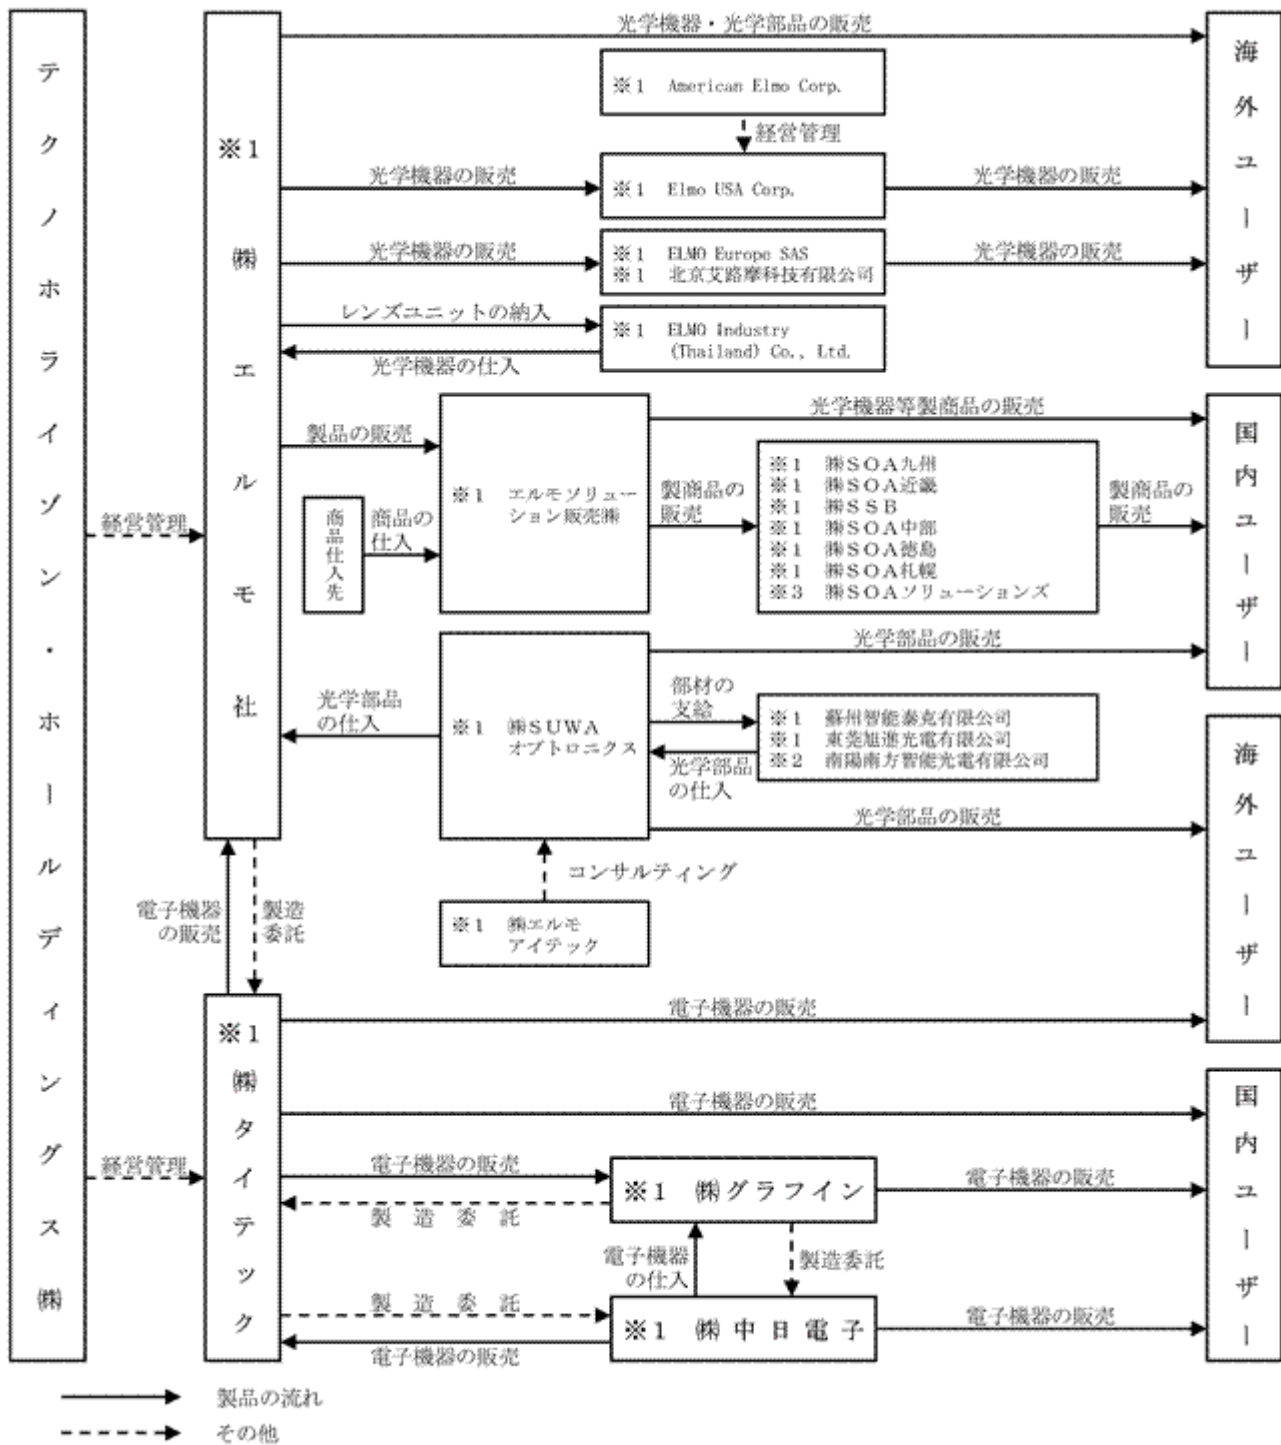 テクノホライゾン・ホールディングス㈱
経営管理
経営管理
※1 ㈱エルモ社
光学機器・光学部品の販売
※1 American Elmo Corp.
経営管理
光学機器の販売
※1 Elmo USA Corp.
光学機器の販売
光学機器の販売
※1 ELMO Europe SAS
※1 北京艾路摩科技有限公司
光学機器の販売
レンズユニットの納入
※1 ELMO Industry
(Thailand) Co., Ltd.
光学機器の仕入
海外ユーザー
製品の販売
商品仕入先
商品の
仕入
※1 エルモソリュー
ション販売㈱
光学機器等製商品の販売
製商品の
販売
※1 ㈱SOA九州
※1 ㈱SOA近畿
※1 ㈱SSB
※1 ㈱SOA中部
※1 ㈱SOA徳島
※1 ㈱SOA札幌
※3 ㈱SOAソリューションズ
製商品の
販売
国内ユーザー
光学部品の販売
光学部品
の仕入
※1 ㈱SUWA
オプトロニクス
部材の
支給
※1 蘇州智能泰克有限公司
※1 東莞旭進光電有限公司
※2 南陽南方智能光電有限公司
光学部品
の仕入
光学部品の販売
海外ユーザー
コンサルティング
※1 ㈱エルモ
アイテック
電子機器
の販売
製造
委託
※1 ㈱タイテック
電子機器の販売
電子機器の販売
電子機器の販売
※1 ㈱グラフイン
電子機器の販売
製造委託
電子機器
の仕入
製造委託
製造委託
※1 ㈱中日電子
電子機器の販売
電子機器の販売
国内ユーザー
製品の流れ
その他